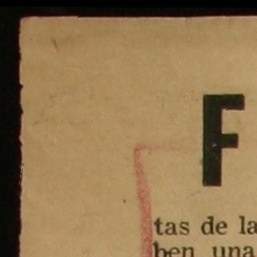 F
tas de la
ben una